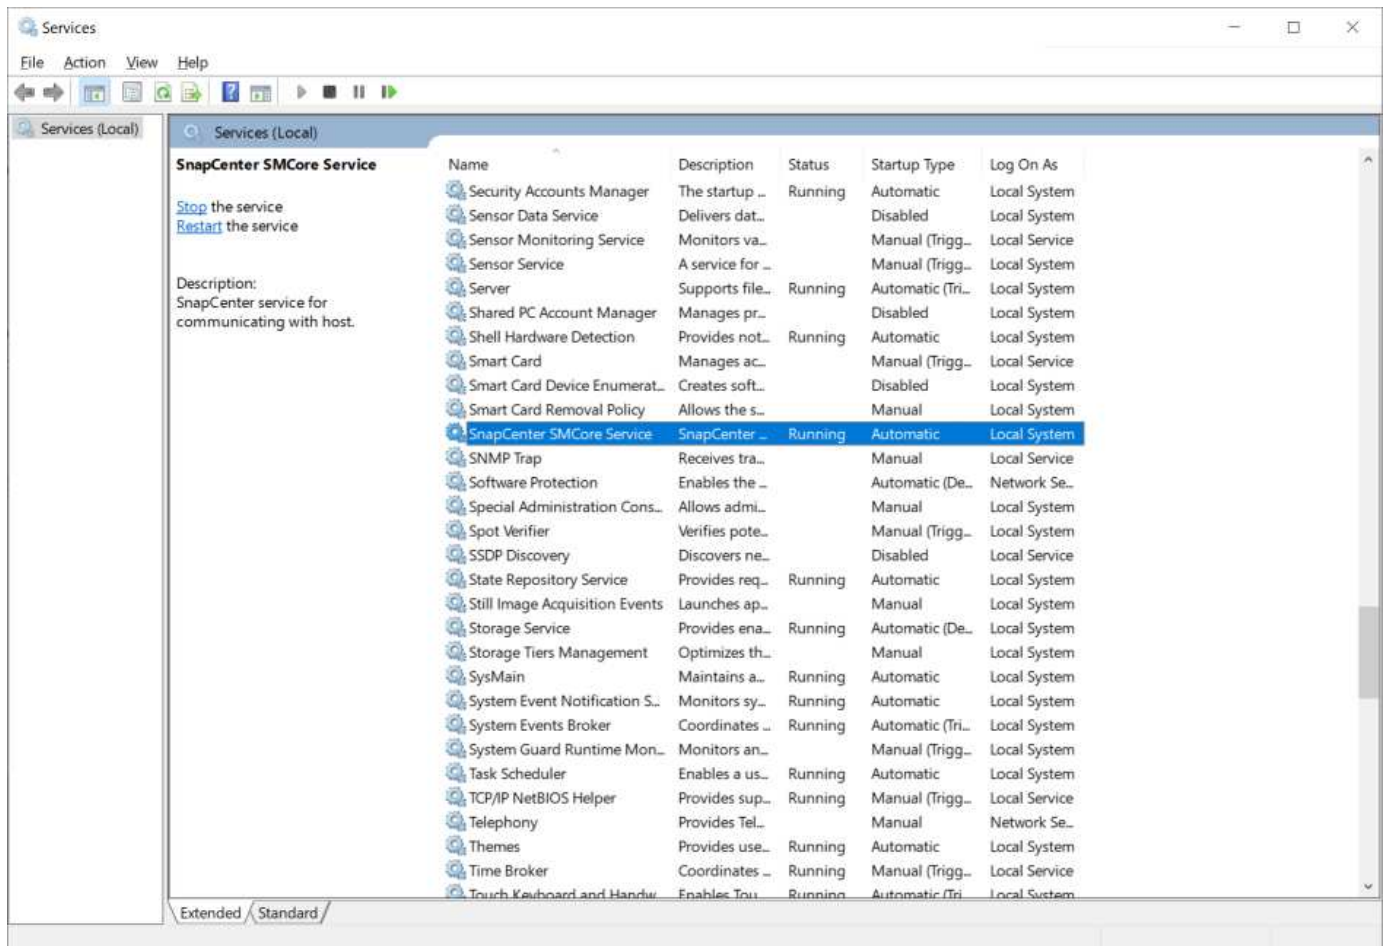 Services
File Action View Help
Services (Local)
Services (Local)
SnapCenter SMCore Service
Stop the service
Restart the service
Description:
SnapCenter service for
communicating with host.
Name Description Status Startup Type Log On As
Security Accounts Manager The startup ... Running Automatic Local System
Sensor Data Service Delivers dat... Disabled Local System
Sensor Monitoring Service Monitors va... Manual (Trigg... Local Service
Sensor Service A service for ... Manual (Trigg... Local System
Server Supports file... Running Automatic (Tri... Local System
Shared PC Account Manager Manages pr... Disabled Local System
Shell Hardware Detection Provides not... Running Automatic Local System
Smart Card Manages ac... Manual (Trigg... Local Service
Smart Card Device Enumerat... Creates soft... Disabled Local System
Smart Card Removal Policy Allows the s... Manual Local System
SnapCenter SMCore Service SnapCenter ... Running Automatic Local System
SNMP Trap Receives tra... Manual Local Service
Software Protection Enables the ... Automatic (De... Network Se...
Special Administration Cons... Allows admi... Manual Local System
Spot Verifier Verifies pote... Manual (Trigg... Local System
SSDP Discovery Discovers ne... Disabled Local Service
State Repository Service Provides req... Running Automatic Local System
Still Image Acquisition Events Launches ap... Manual Local System
Storage Service Provides ena... Running Automatic (De... Local System
Storage Tiers Management Optimizes th... Manual Local System
SysMain Maintains a... Running Automatic Local System
System Event Notification S... Monitors sy... Running Automatic Local System
System Events Broker Coordinates ... Running Automatic (Tri... Local System
System Guard Runtime Mon... Monitors an... Manual (Trigg... Local System
Task Scheduler Enables a us... Running Automatic Local System
TCP/IP NetBIOS Helper Provides sup... Running Manual (Trigg... Local Service
Telephony Provides Tel... Manual Network Se...
Themes Provides use... Running Automatic Local System
Time Broker Coordinates ... Running Manual (Trigg... Local Service
Touch Keyboard and Handw... Enables Tou... Running Automatic (Tri... Local System
Extended Standard